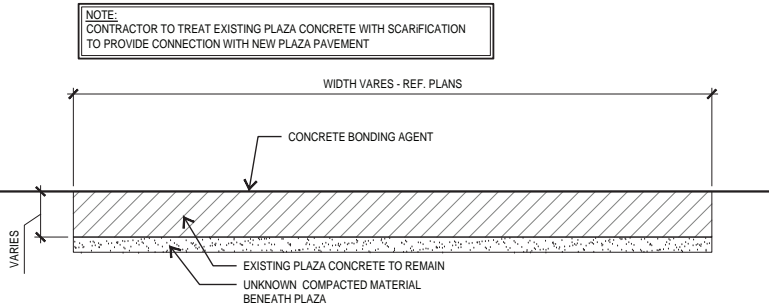 NOTE:
CONTRACTOR TO TREAT EXISTING PLAZA CONCRETE WITH SCARIFICATION
TO PROVIDE CONNECTION WITH NEW PLAZA PAVEMENT
WIDTH VARES - REF. PLANS
CONCRETE BONDING AGENT
VARIES
EXISTING PLAZA CONCRETE TO REMAIN
UNKNOWN COMPACTED MATERIAL
BENEATH PLAZA